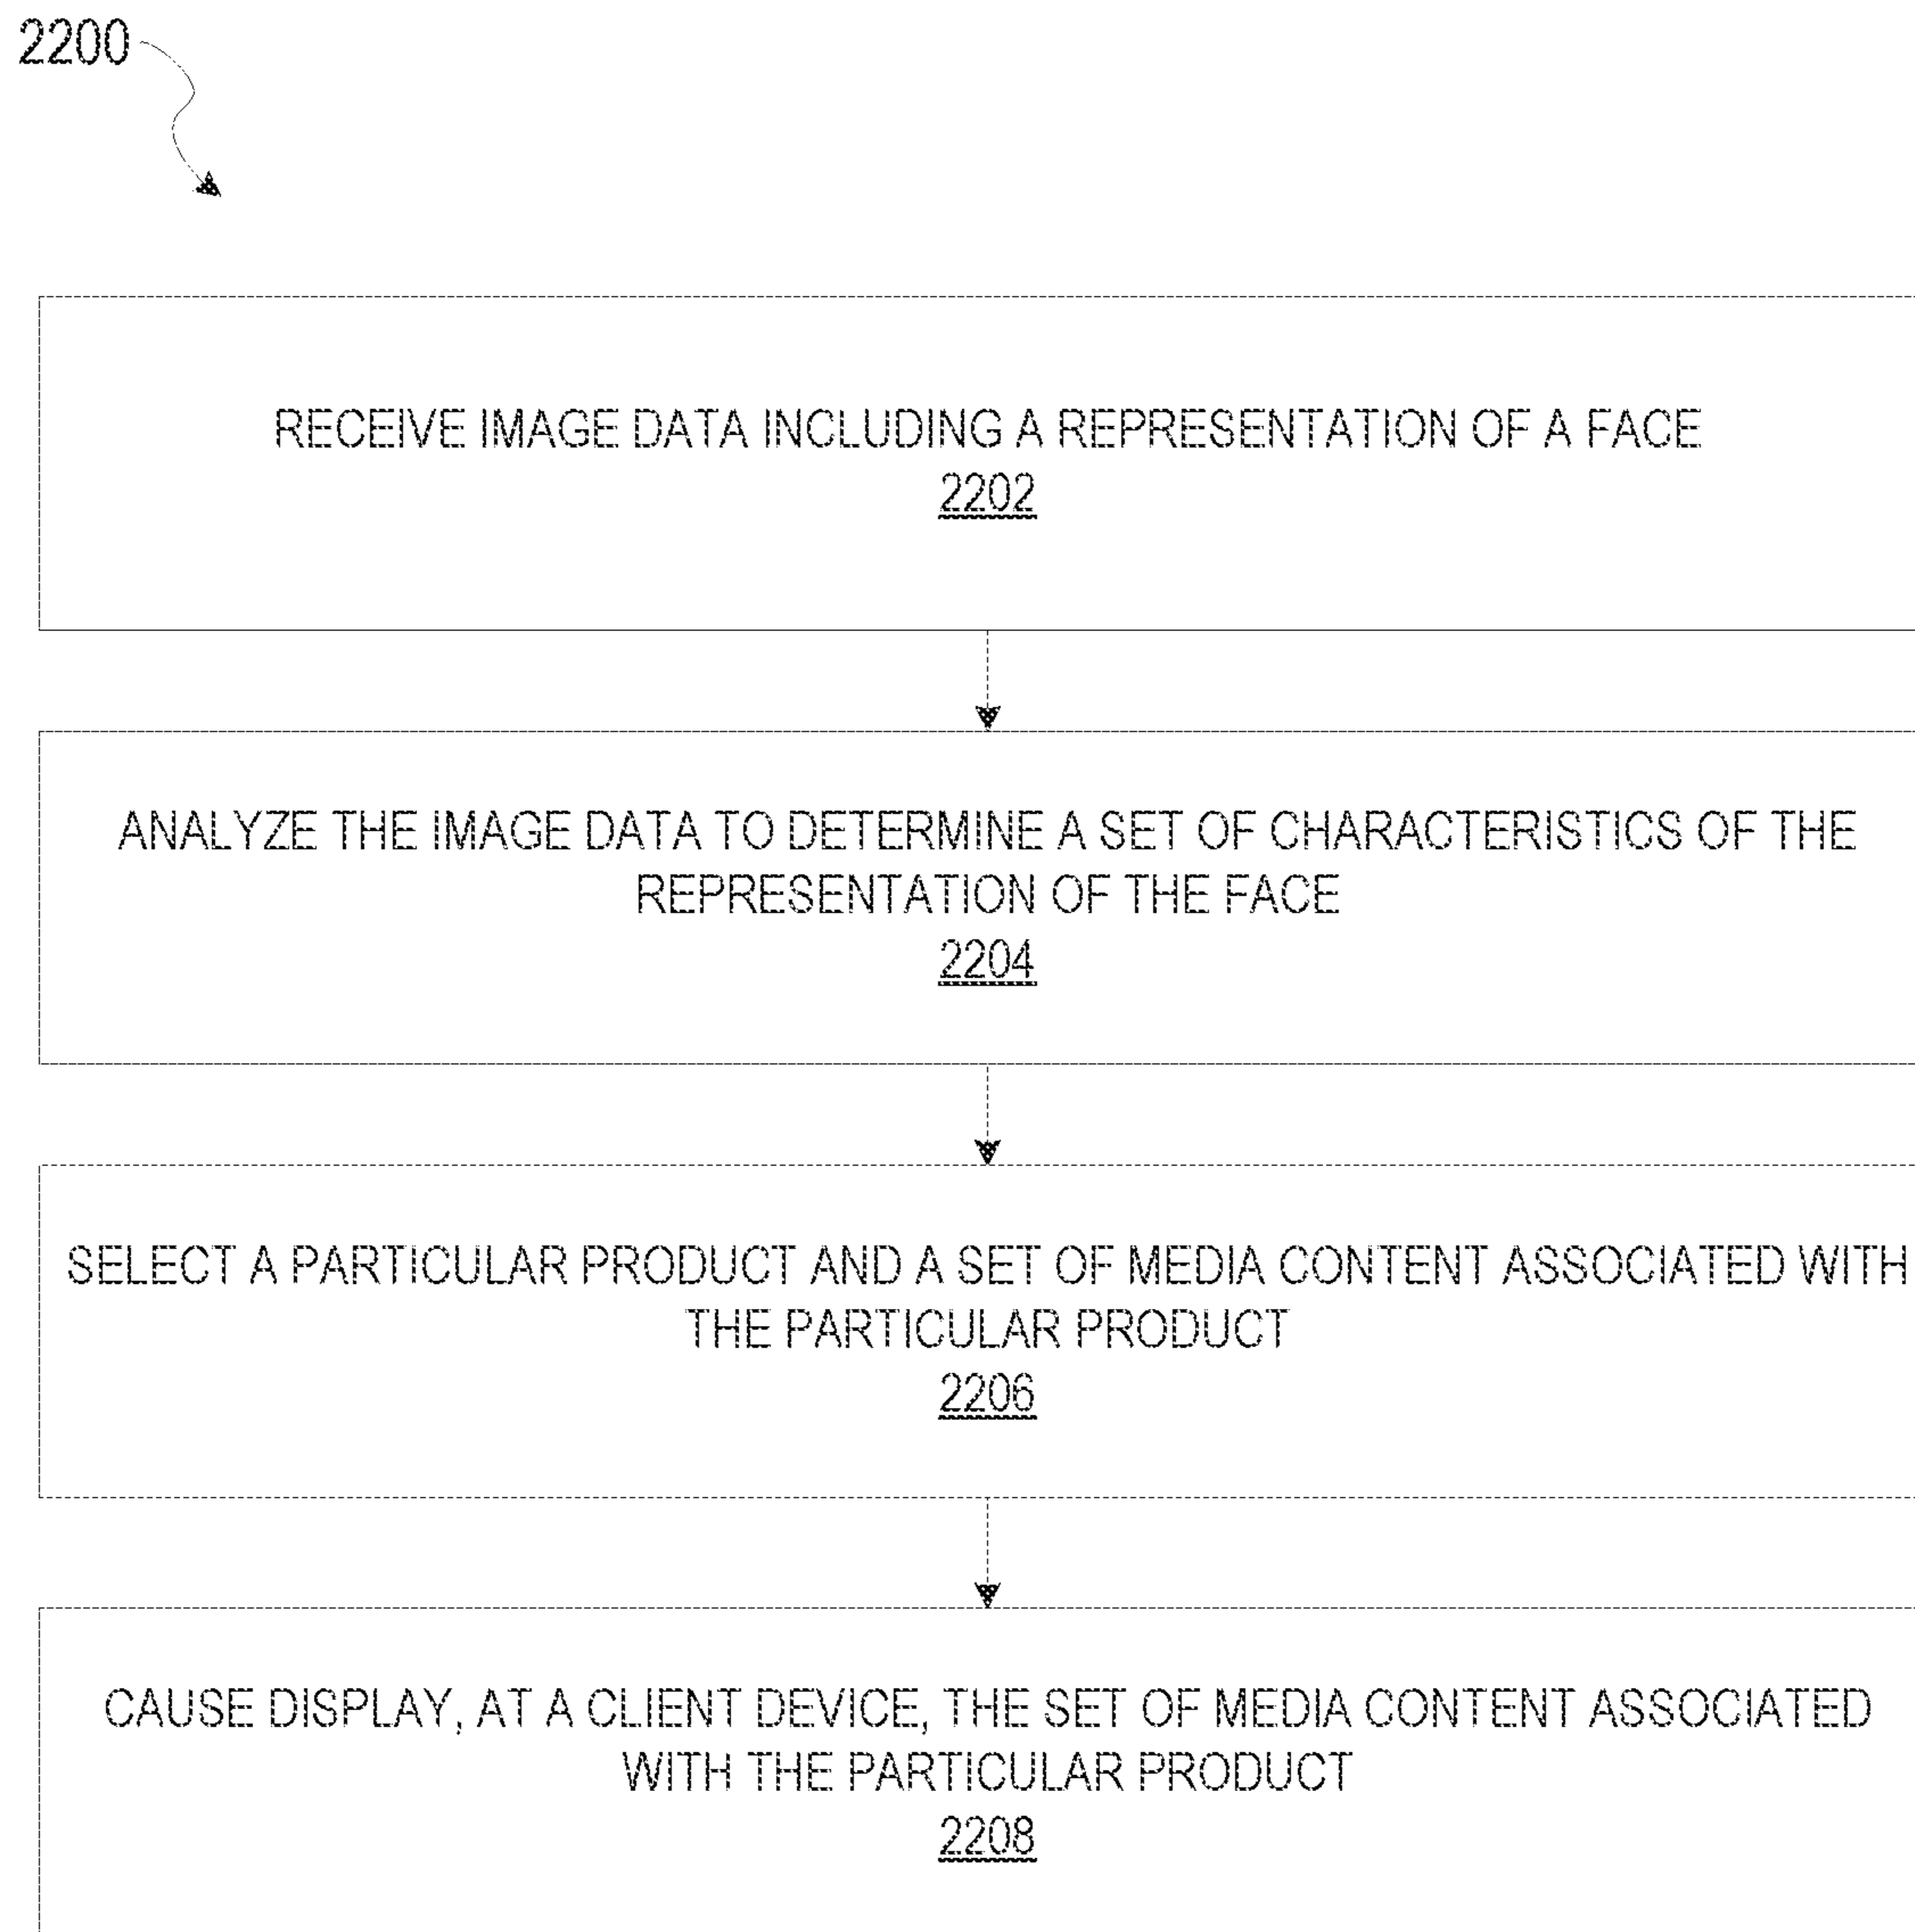 2200
RECEIVE IMAGE DATA INCLUDING A REPRESENTATION OF A FACE
2202
ANALYZE THE IMAGE DATA TO DETERMINE A SET OF CHARACTERISTICS OF THE
REPRESENTATION OF THE FACE
2204
SELECT A PARTICULAR PRODUCT AND A SET OF MEDIA CONTENT ASSOCIATED WITH
THE PARTICULAR PRODUCT
2206
CAUSE DISPLAY, AT A CLIENT DEVICE, THE SET OF MEDIA CONTENT ASSOCIATED
WITH THE PARTICULAR PRODUCT
2208